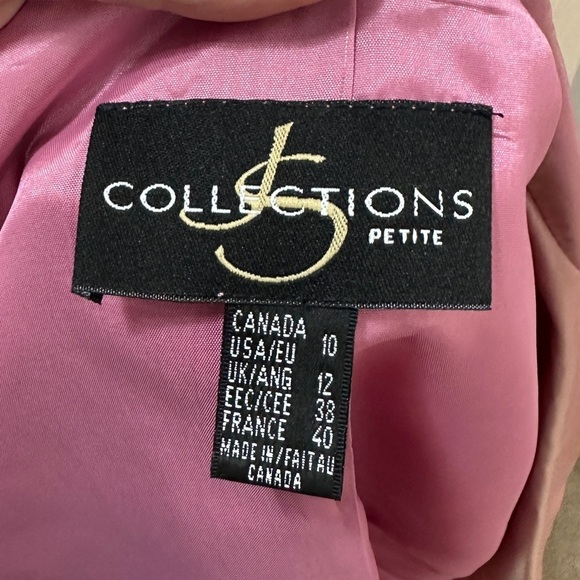 JS
COLLECTIONS
PETITE
CANADA
USA/EU 10
UK/ANG 12
EEC/CEE 38
FRANCE 40
MADE IN/FAIT AU
CANADA